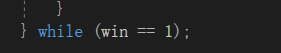 }
} while (win == 1);